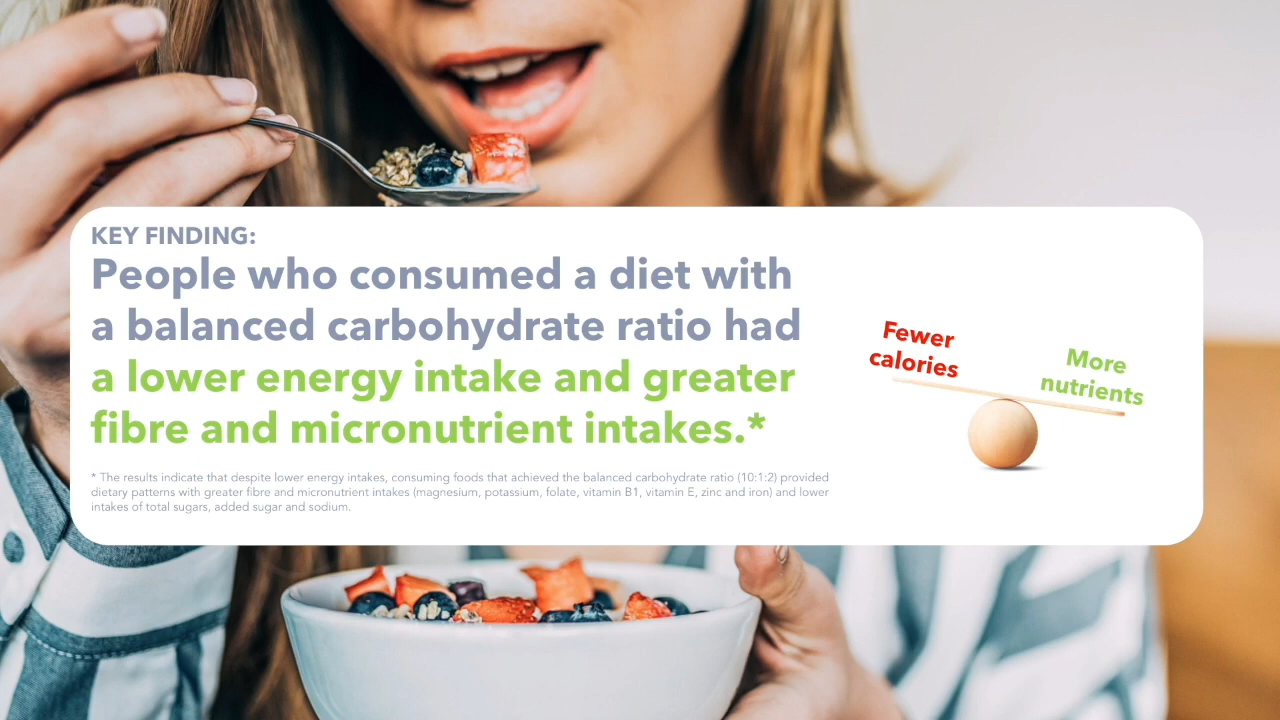 KEY FINDING:
People who consumed a diet with
a balanced carbohydrate ratio had
a lower energy intake and greater
fibre and micronutrient intakes.*
* The results indicate that despite lower energy intakes, consuming foods that achieved the balanced carbohydrate ratio (10:1:2) provided
dietary patterns with greater fibre and micronutrient intakes (magnesium, potassium, folate, vitamin B1, vitamin E, zinc and iron) and lower
intakes of total sugars, added sugar and sodium.
Fewer
calories
More
nutrients